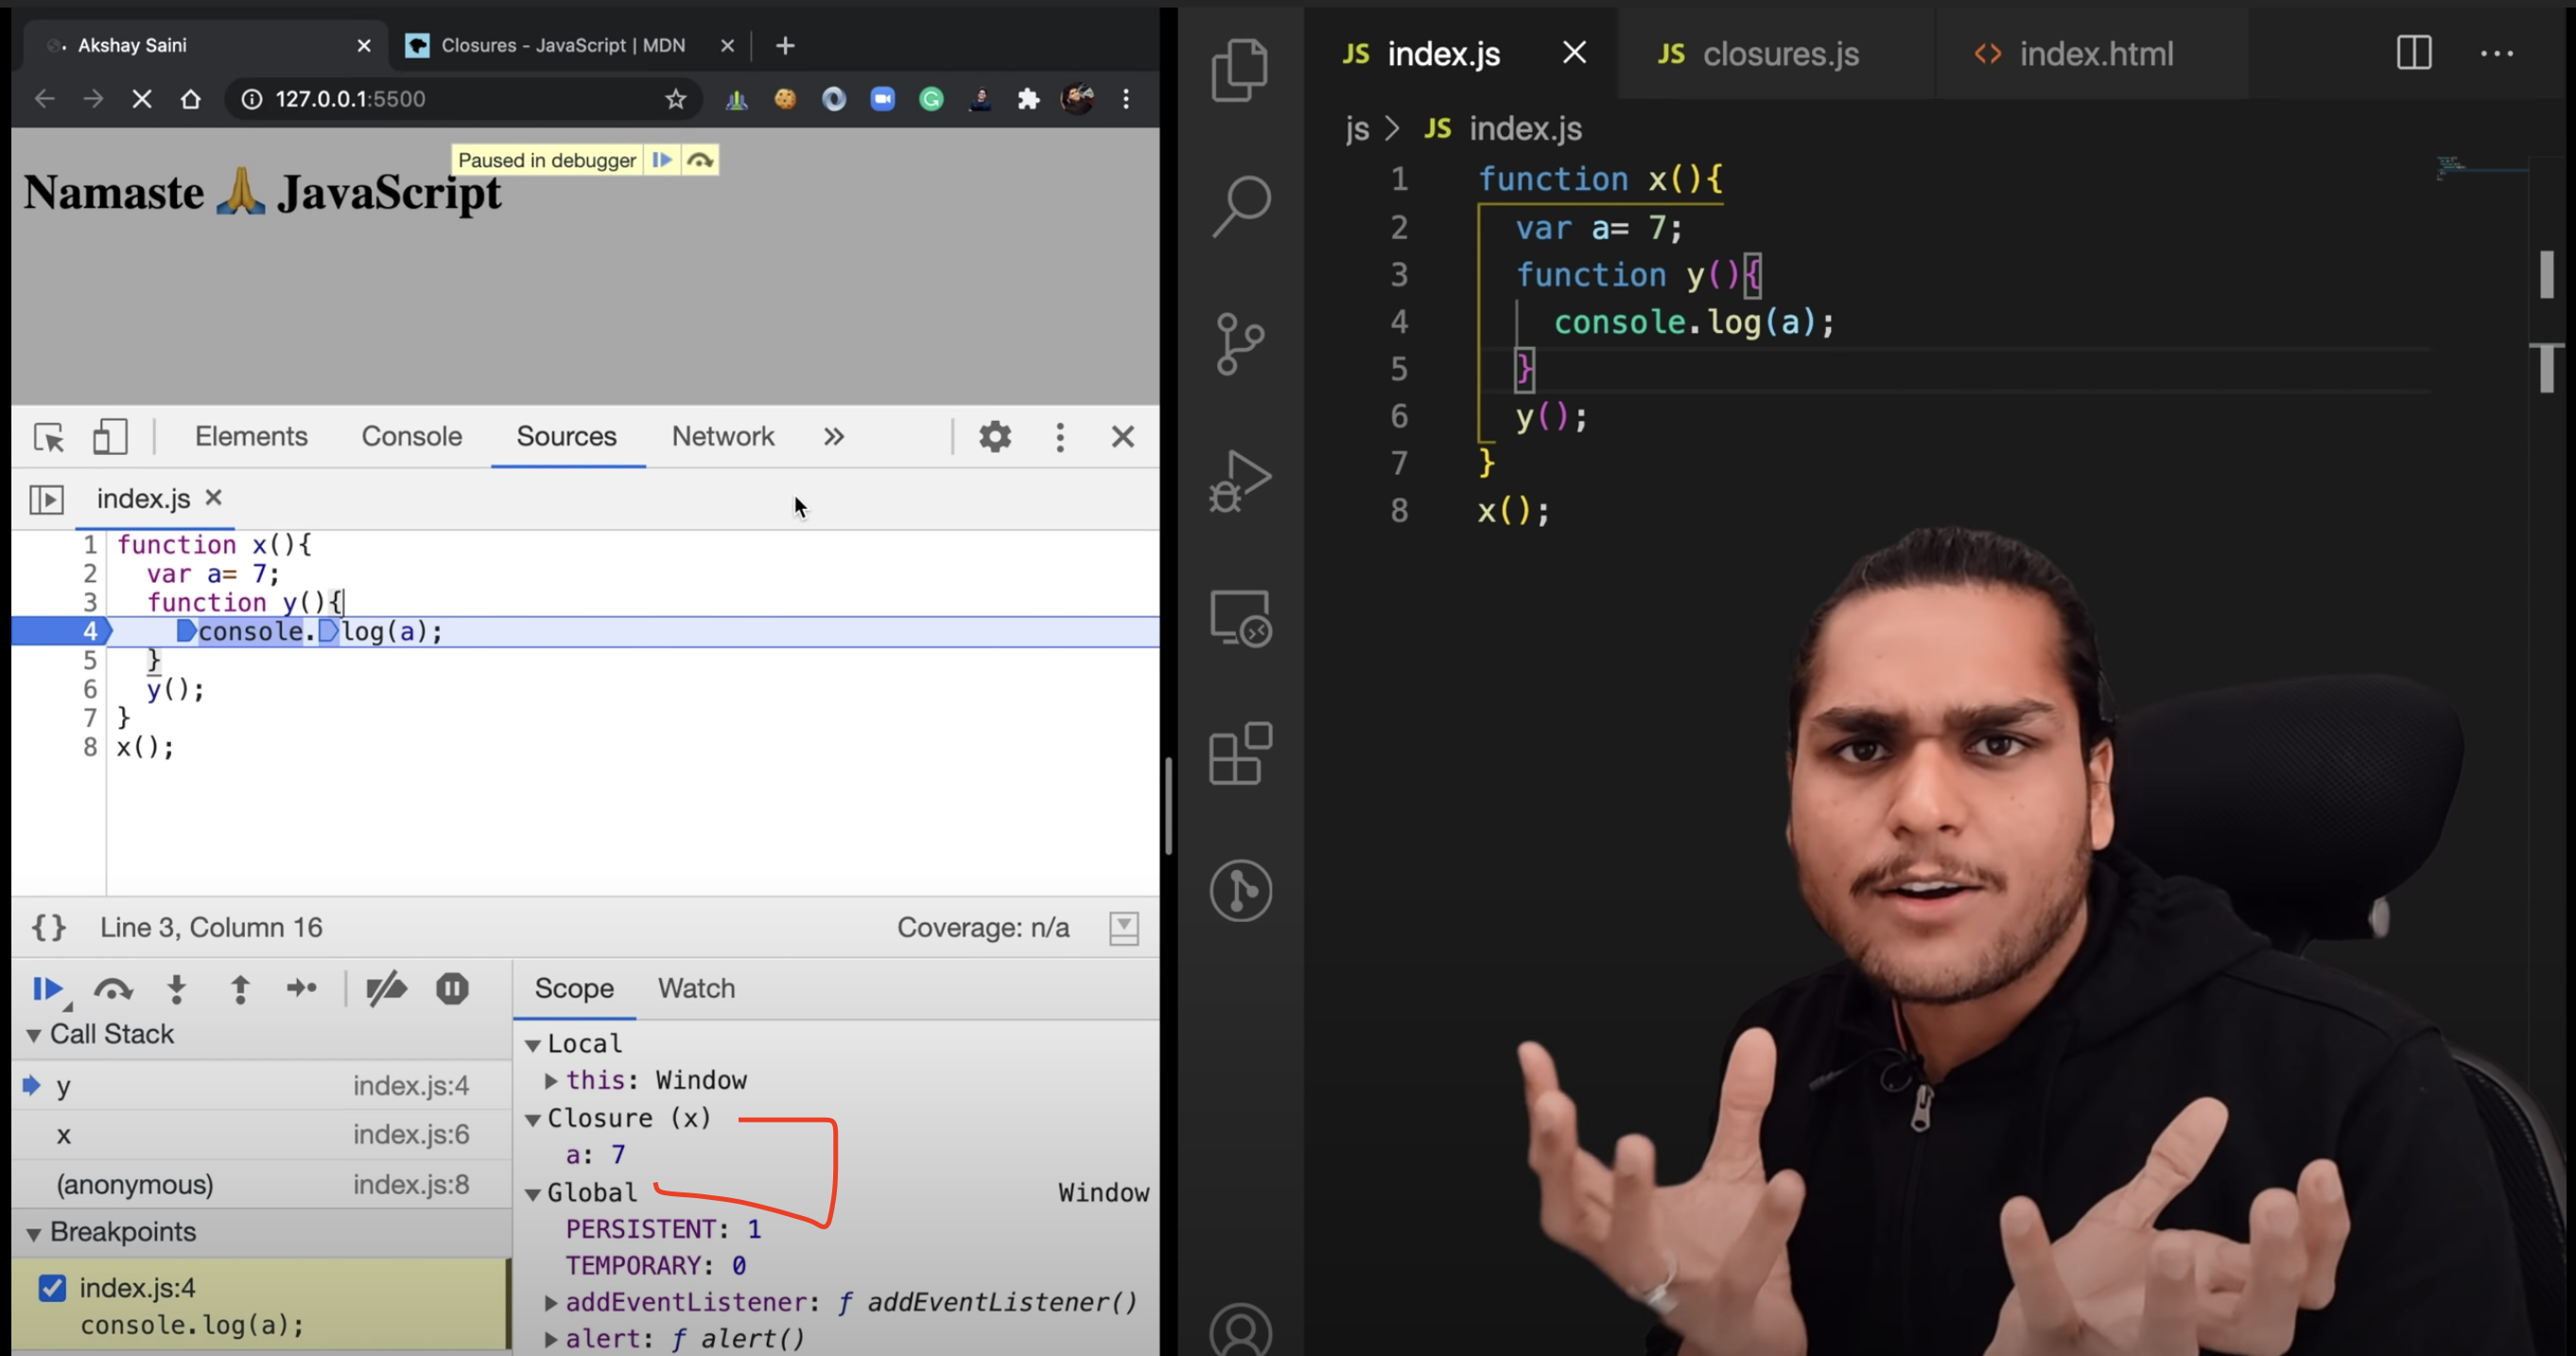 Akshay Saini
Closures - JavaScript | MDN
127.0.0.1:5500
Paused in debugger
Namaste 🙏 JavaScript
Elements Console Sources Network
index.js
1 function x(){
2 var a= 7;
3 function y(){
4 console.log(a);
5 }
6 y();
7 }
8 x();
{} Line 3, Column 16 Coverage: n/a
Call Stack
y index.js:4
x index.js:6
(anonymous) index.js:8
Breakpoints
index.js:4
console.log(a);
Scope Watch
Local
this: Window
Closure (x)
a: 7
Global Window
PERSISTENT: 1
TEMPORARY: 0
addEventListener: ƒ addEventListener()
alert: ƒ alert()
JS index.js JS closures.js <> index.html
js > JS index.js
1 function x(){
2 var a= 7;
3 function y(){
4 console.log(a);
5 }
6 y();
7 }
8 x();